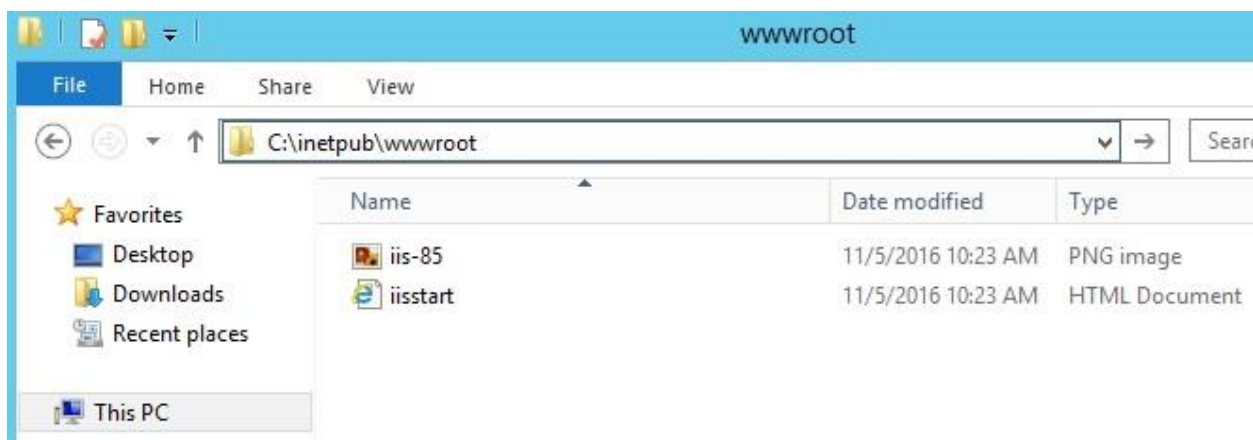 wwwroot
File Home Share View
C:\inetpub\wwwroot
Name Date modified Type
Favorites
Desktop
Downloads
Recent places
This PC
iis-85 11/5/2016 10:23 AM PNG image
iisstart 11/5/2016 10:23 AM HTML Document